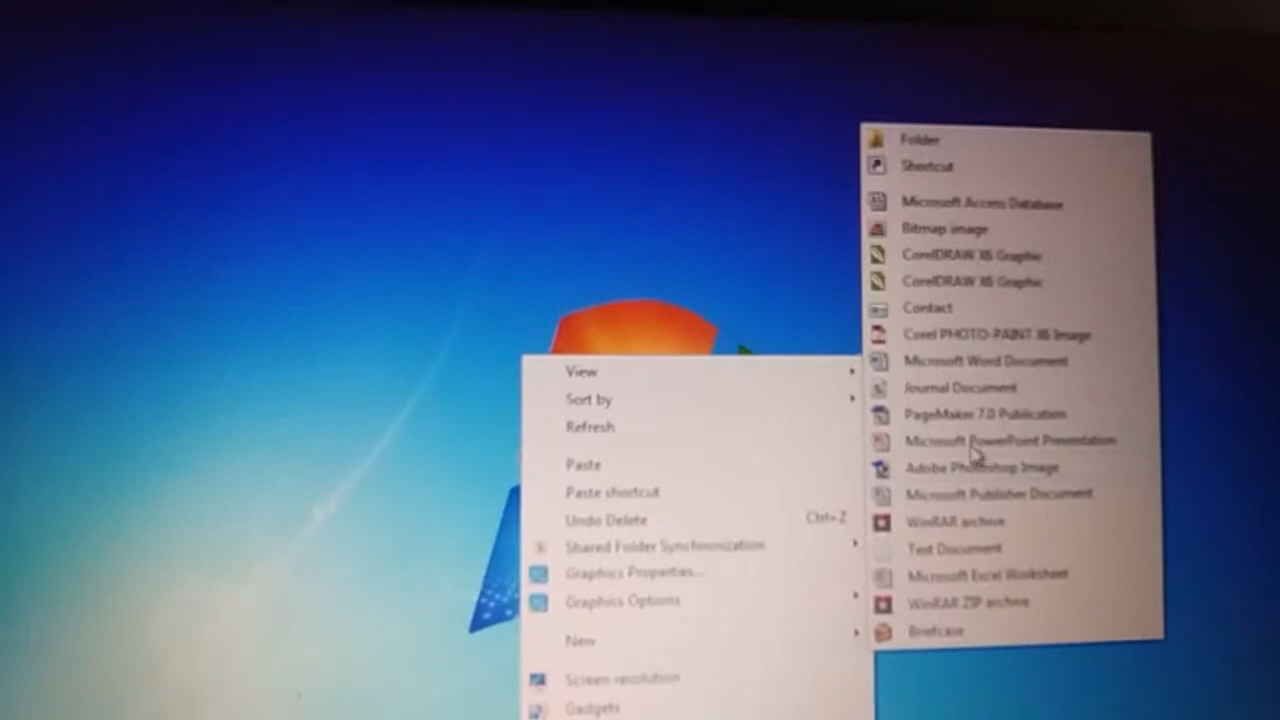 View
Sort by
Refresh
Paste
Paste shortcut
Undo Delete Ctrl+Z
Shared Folder Synchronization
Graphics Properties...
Graphics Options
New
Screen resolution
Gadgets
Folder
Shortcut
Microsoft Access Database
Bitmap image
CorelDRAW X6 Graphic
CorelDRAW X6 Graphic
Contact
Corel PHOTO-PAINT X6 Image
Microsoft Word Document
Journal Document
PageMaker 7.0 Publication
Microsoft PowerPoint Presentation
Adobe Photoshop Image
Microsoft Publisher Document
WinRAR archive
Text Document
Microsoft Excel Worksheet
WinRAR ZIP archive
Briefcase